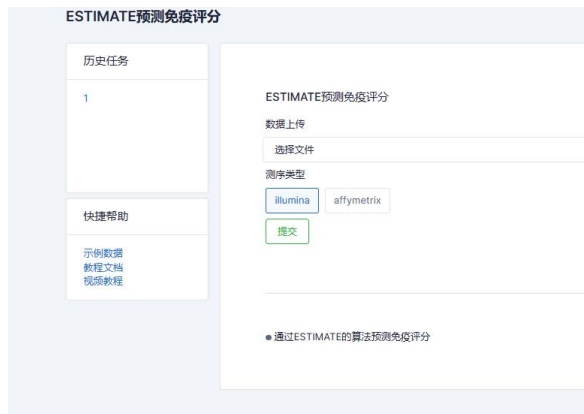 ESTIMATE预测免疫评分
历史任务
1
快捷帮助
示例数据
教程文档
视频教程
ESTIMATE预测免疫评分
数据上传
选择文件
测序类型
illumina affymetrix
提交
●通过ESTIMATE的算法预测免疫评分